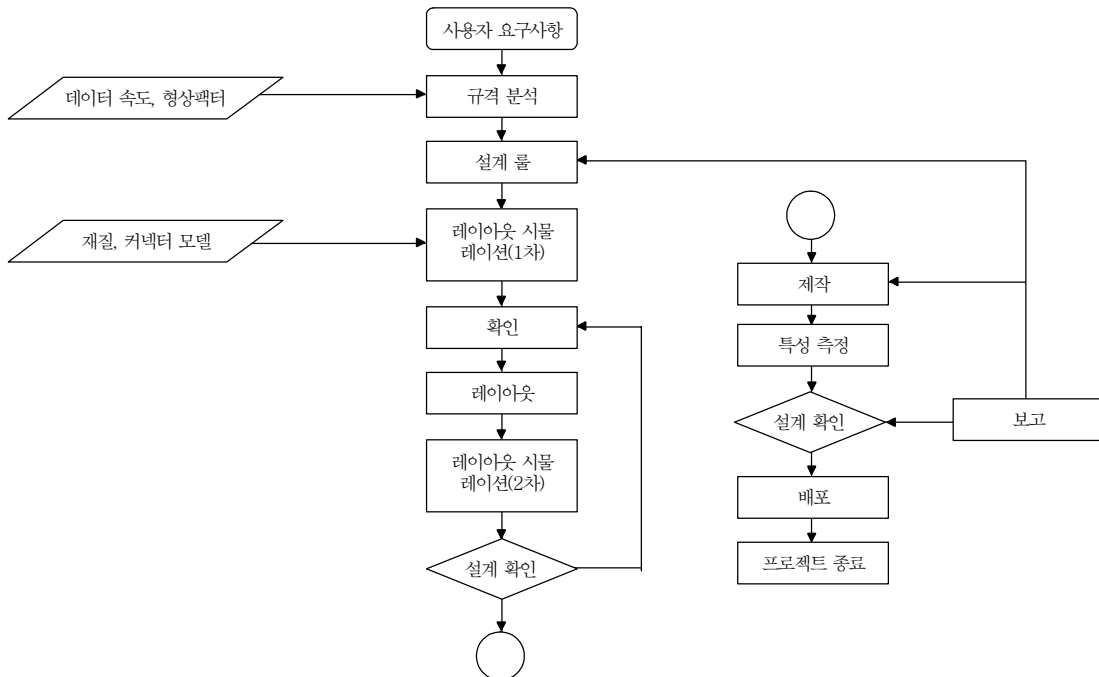 사용자 요구사항
데이터 속도, 형상팩터
규격 분석
설계 룰
재질, 커넥터 모델
레이아웃 시물
레이션(1차)
확인
레이아웃
레이아웃 시물
레이션(2차)
설계 확인
제작
특성 측정
설계 확인
보고
배포
프로젝트 종료